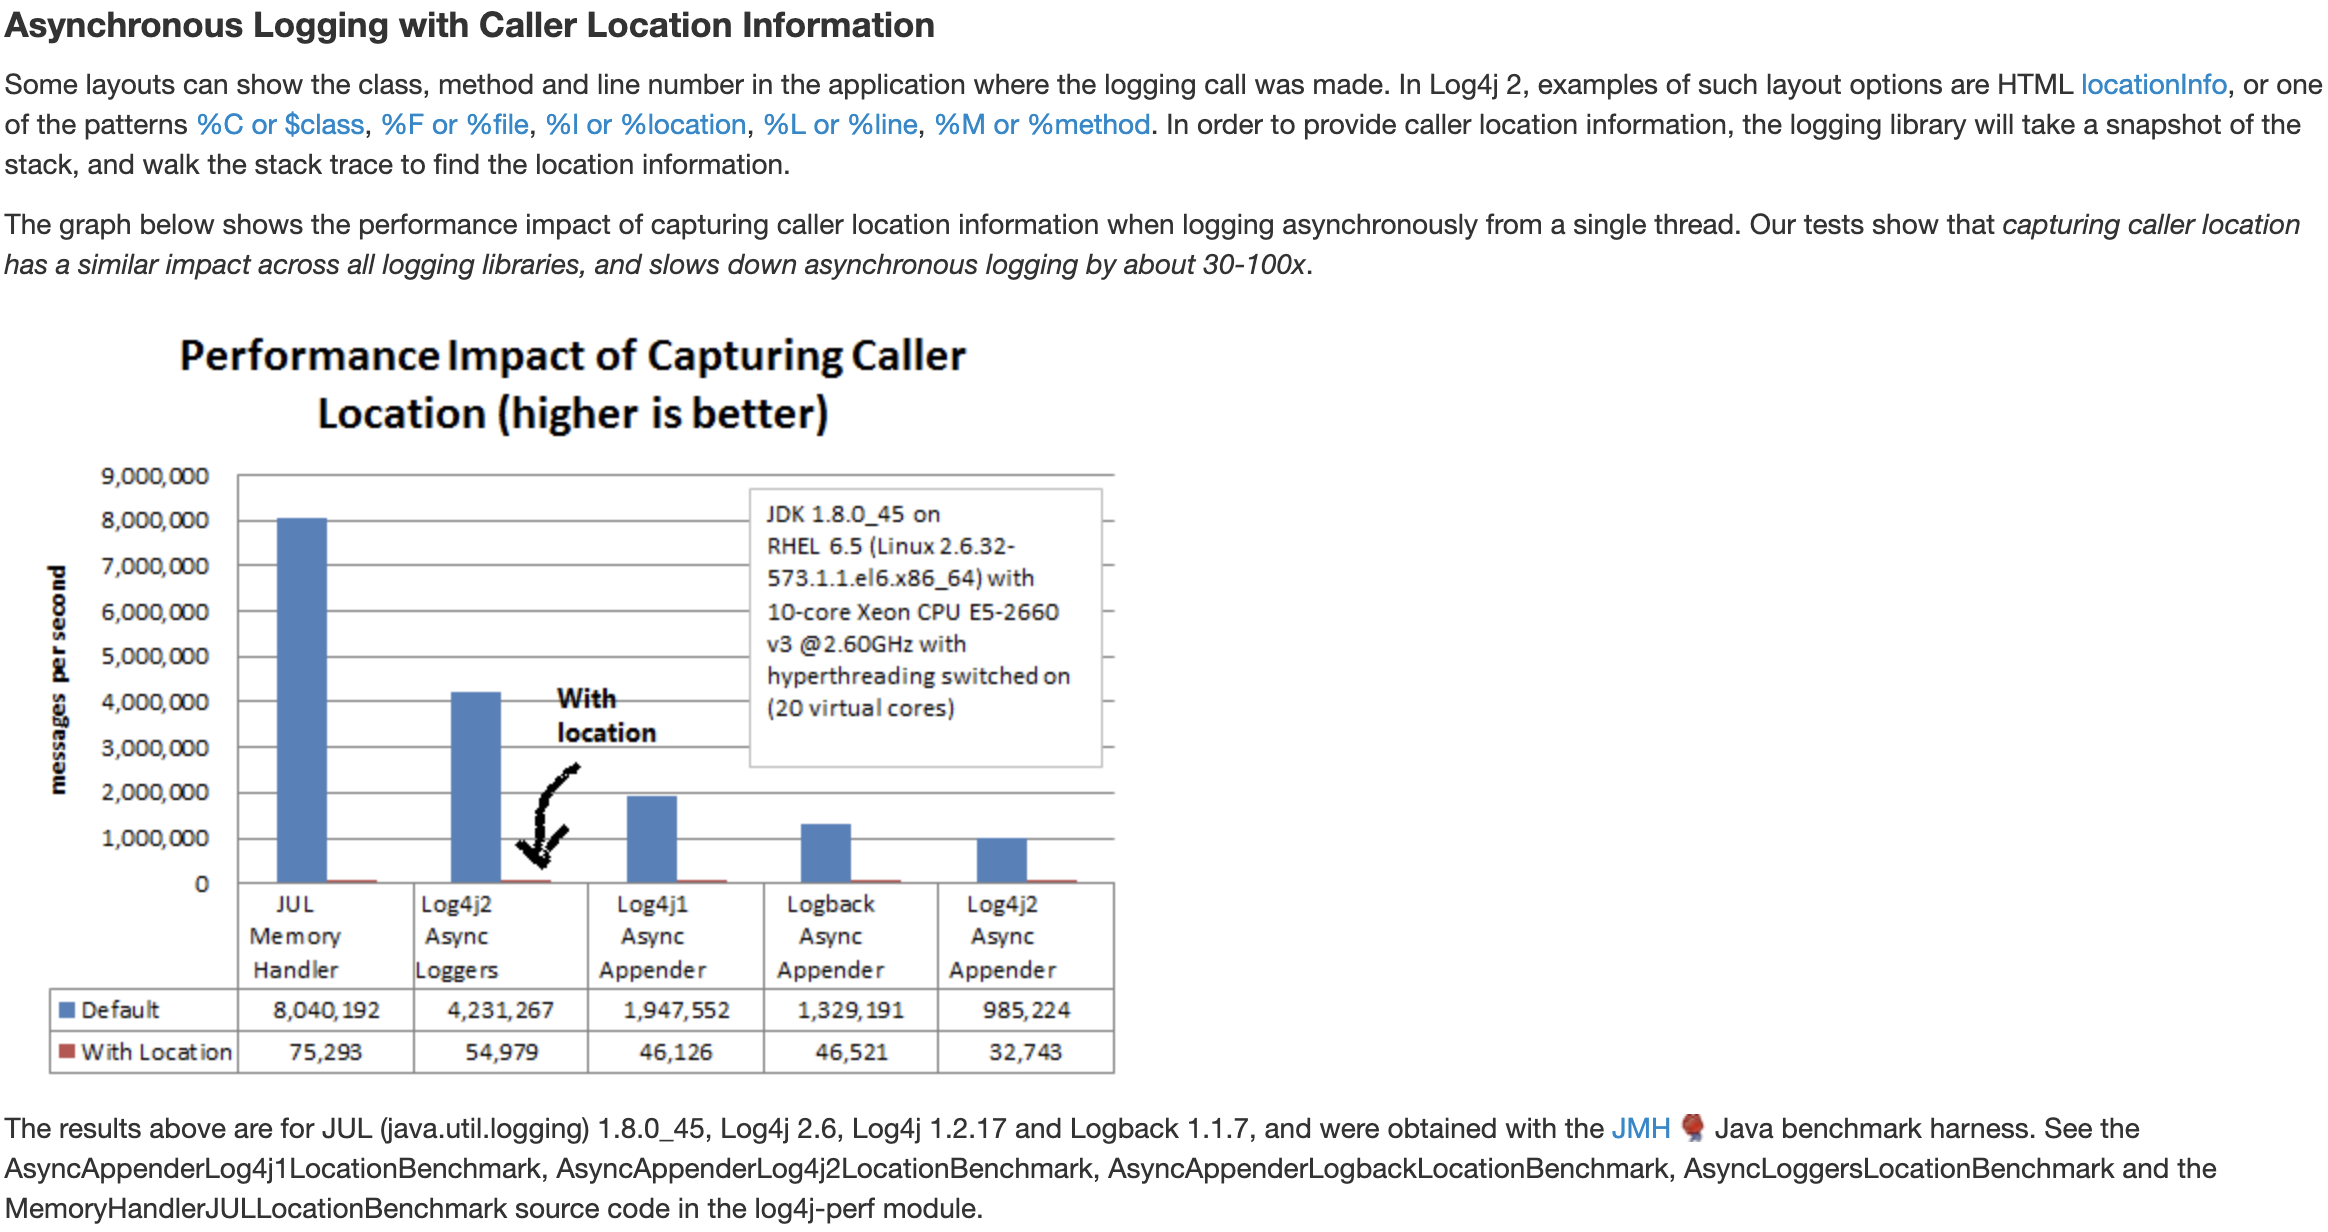 Asynchronous Logging with Caller Location Information
Some layouts can show the class, method and line number in the application where the logging call was made. In Log4j 2, examples of such layout options are HTML locationInfo, or one
of the patterns %C or $class, %F or %file, %l or %location, %L or %line, %M or %method. In order to provide caller location information, the logging library will take a snapshot of the
stack, and walk the stack trace to find the location information.
The graph below shows the performance impact of capturing caller location information when logging asynchronously from a single thread. Our tests show that capturing caller location
has a similar impact across all logging libraries, and slows down asynchronous logging by about 30-100x.
Performance Impact of Capturing Caller
Location (higher is better)
messages per second
9,000,000
8,000,000
7,000,000
6,000,000
5,000,000
4,000,000
3,000,000
2,000,000
1,000,000
0
With
location
JDK 1.8.0_45 on
RHEL 6.5 (Linux 2.6.32-
573.1.1.el6.x86_64) with
10-core Xeon CPU E5-2660
v3 @2.60GHz with
hyperthreading switched on
(20 virtual cores)
JUL Log4j2 Log4j1 Logback Log4j2
Memory Async Async Async Async
Handler Loggers Appender Appender Appender
Default 8,040,192 4,231,267 1,947,552 1,329,191 985,224
With Location 75,293 54,979 46,126 46,521 32,743
The results above are for JUL (java.util.logging) 1.8.0_45, Log4j 2.6, Log4j 1.2.17 and Logback 1.1.7, and were obtained with the JMH Java benchmark harness. See the
AsyncAppenderLog4j1LocationBenchmark, AsyncAppenderLog4j2LocationBenchmark, AsyncAppenderLogbackLocationBenchmark, AsyncLoggersLocationBenchmark and the
MemoryHandlerJULLocationBenchmark source code in the log4j-perf module.